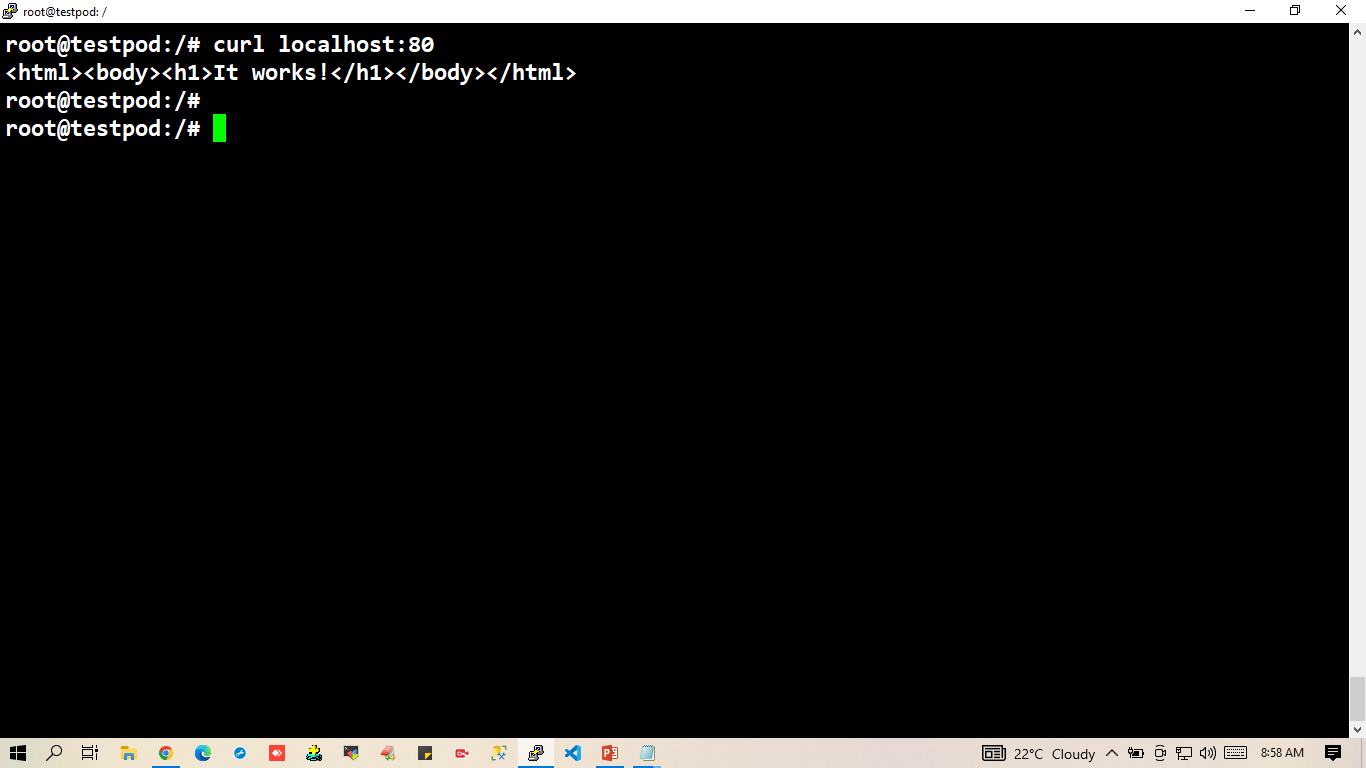 root@testpod: /
root@testpod:/# curl localhost:80
<html><body><h1>It works!</h1></body></html>
root@testpod:/#
root@testpod:/#
22°C Cloudy
8:58 AM